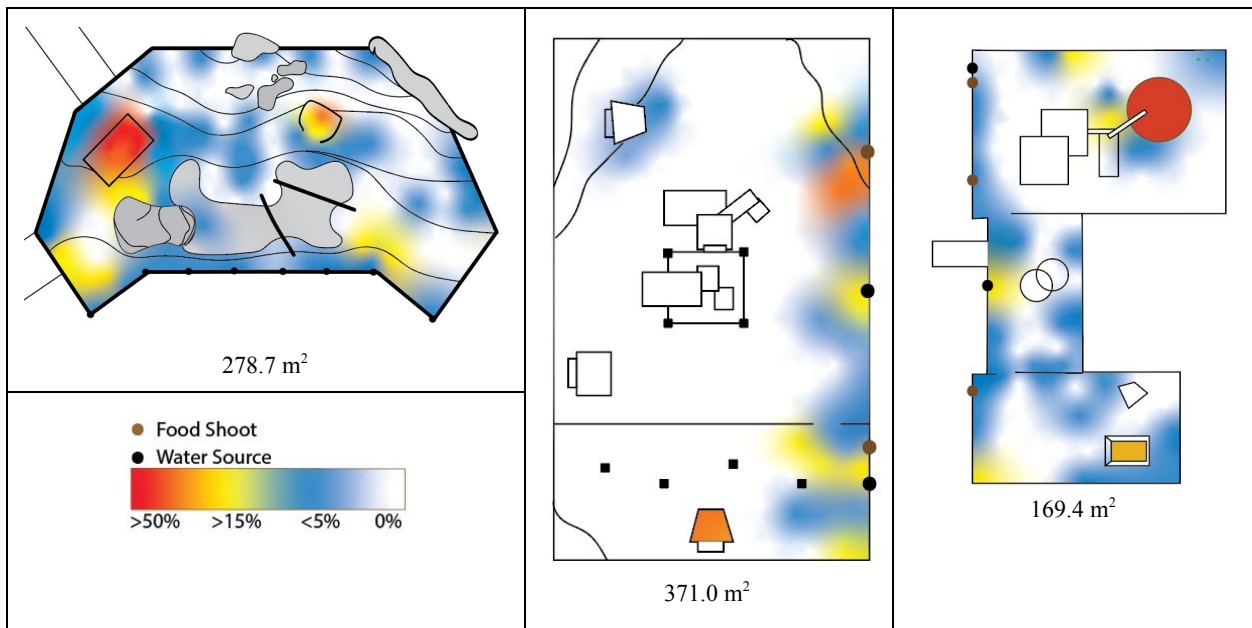 278.7 m²
Food Shoot
Water Source
>50% >15% <5% 0%
371.0 m²
169.4 m²